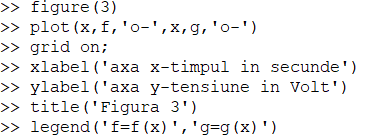 >> figure(3)
>> plot(x,f,'o-',x,g,'o-')
>> grid on;
>> xlabel('axa x-timpul in secunde')
>> ylabel('axa y-tensiune in Volt')
>> title('Figura 3')
>> legend('f=f(x)','g=g(x)')